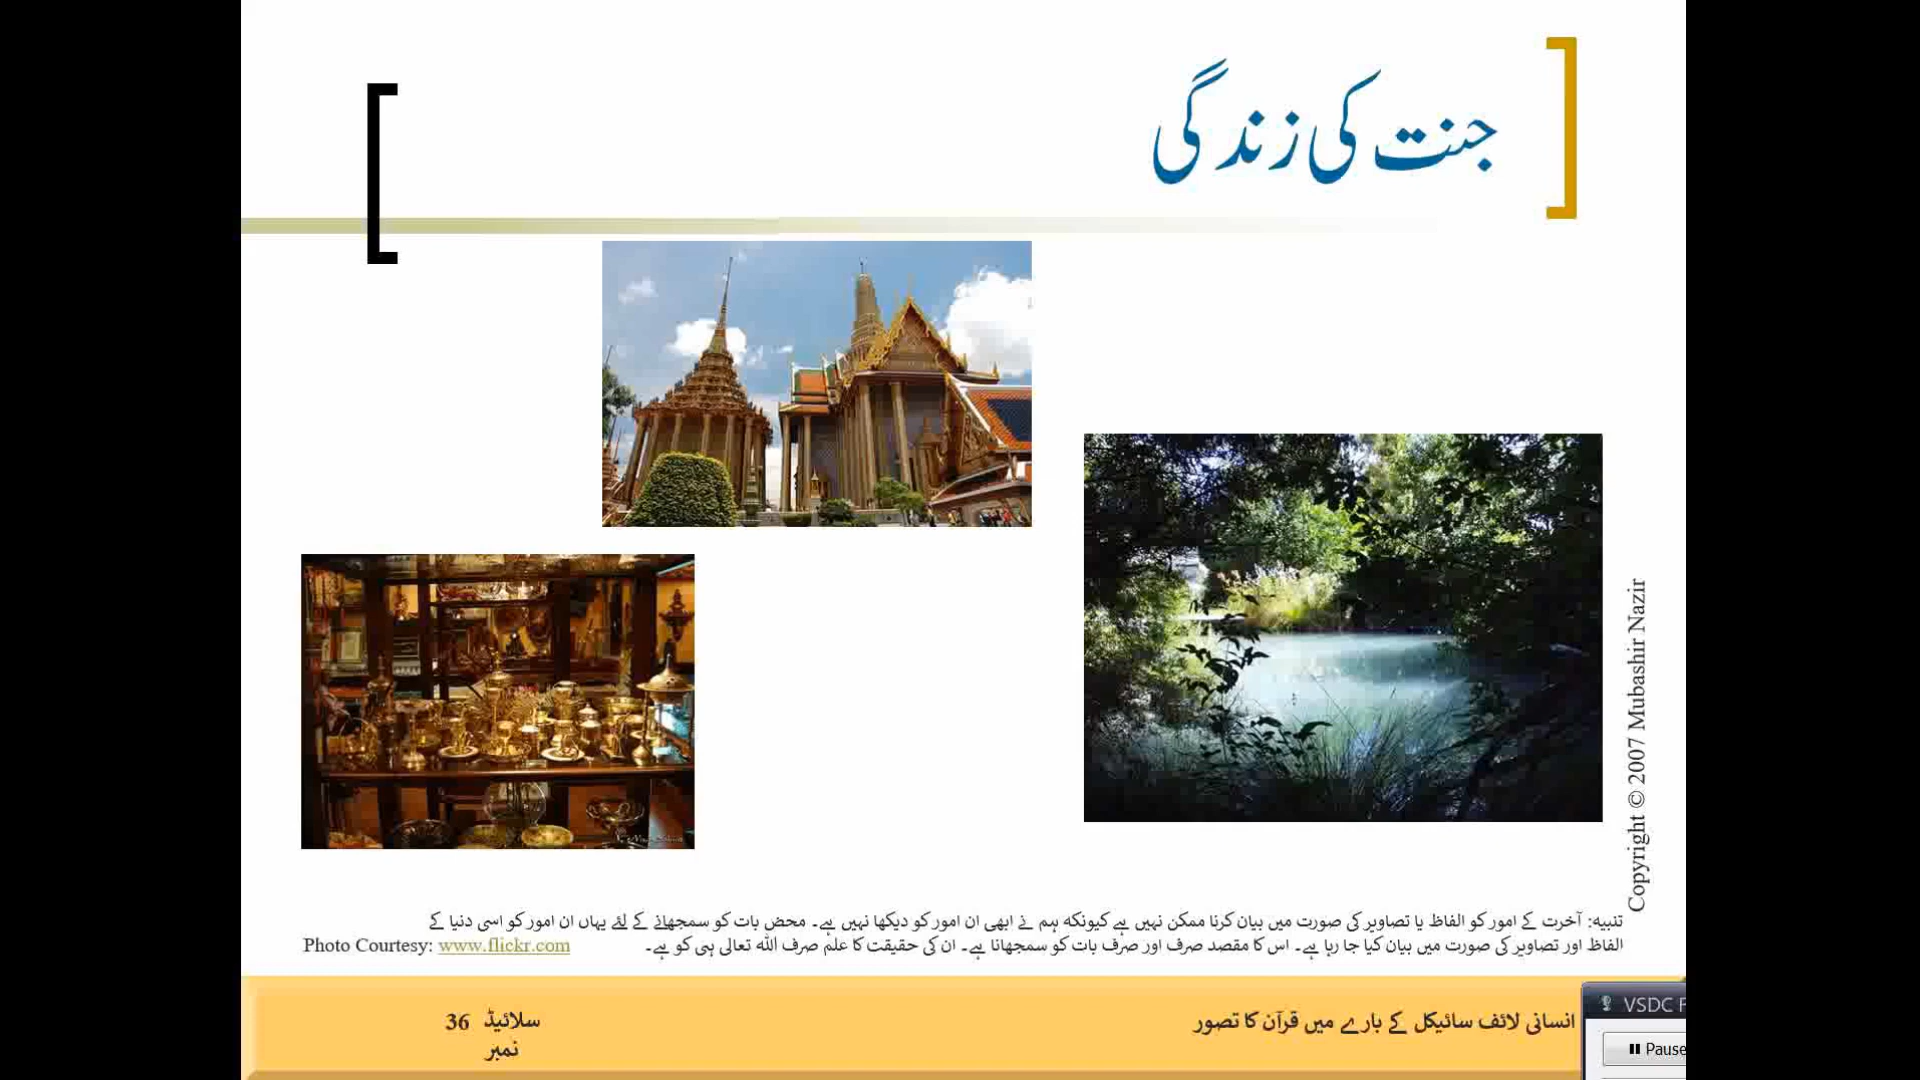 جنت کی زندگی
Copyright © 2007 Mubashir Nazir
تنبیہ: آخرت کے امور کو الفاظ یا تصاویر کی صورت میں بیان کرنا ممکن نہیں ہے کیونکہ ہم نے ابھی ان امور کو دیکھا نہیں ہے۔ محض بات کو سمجھانے کے لئے یہاں ان امور کو اسی دنیا کے
الفاظ اور تصاویر کی صورت میں بیان کیا جا رہا ہے۔ اس کا مقصد صرف اور صرف بات کو سمجھانا ہے۔ ان کی حقیقت کا علم صرف اللہ تعالی ہی کو ہے۔
Photo Courtesy: www.flickr.com
انسانی لائف سائیکل کے بارے میں قرآن کا تصور
سلائیڈ 36
نمبر
VSDC F
Pause